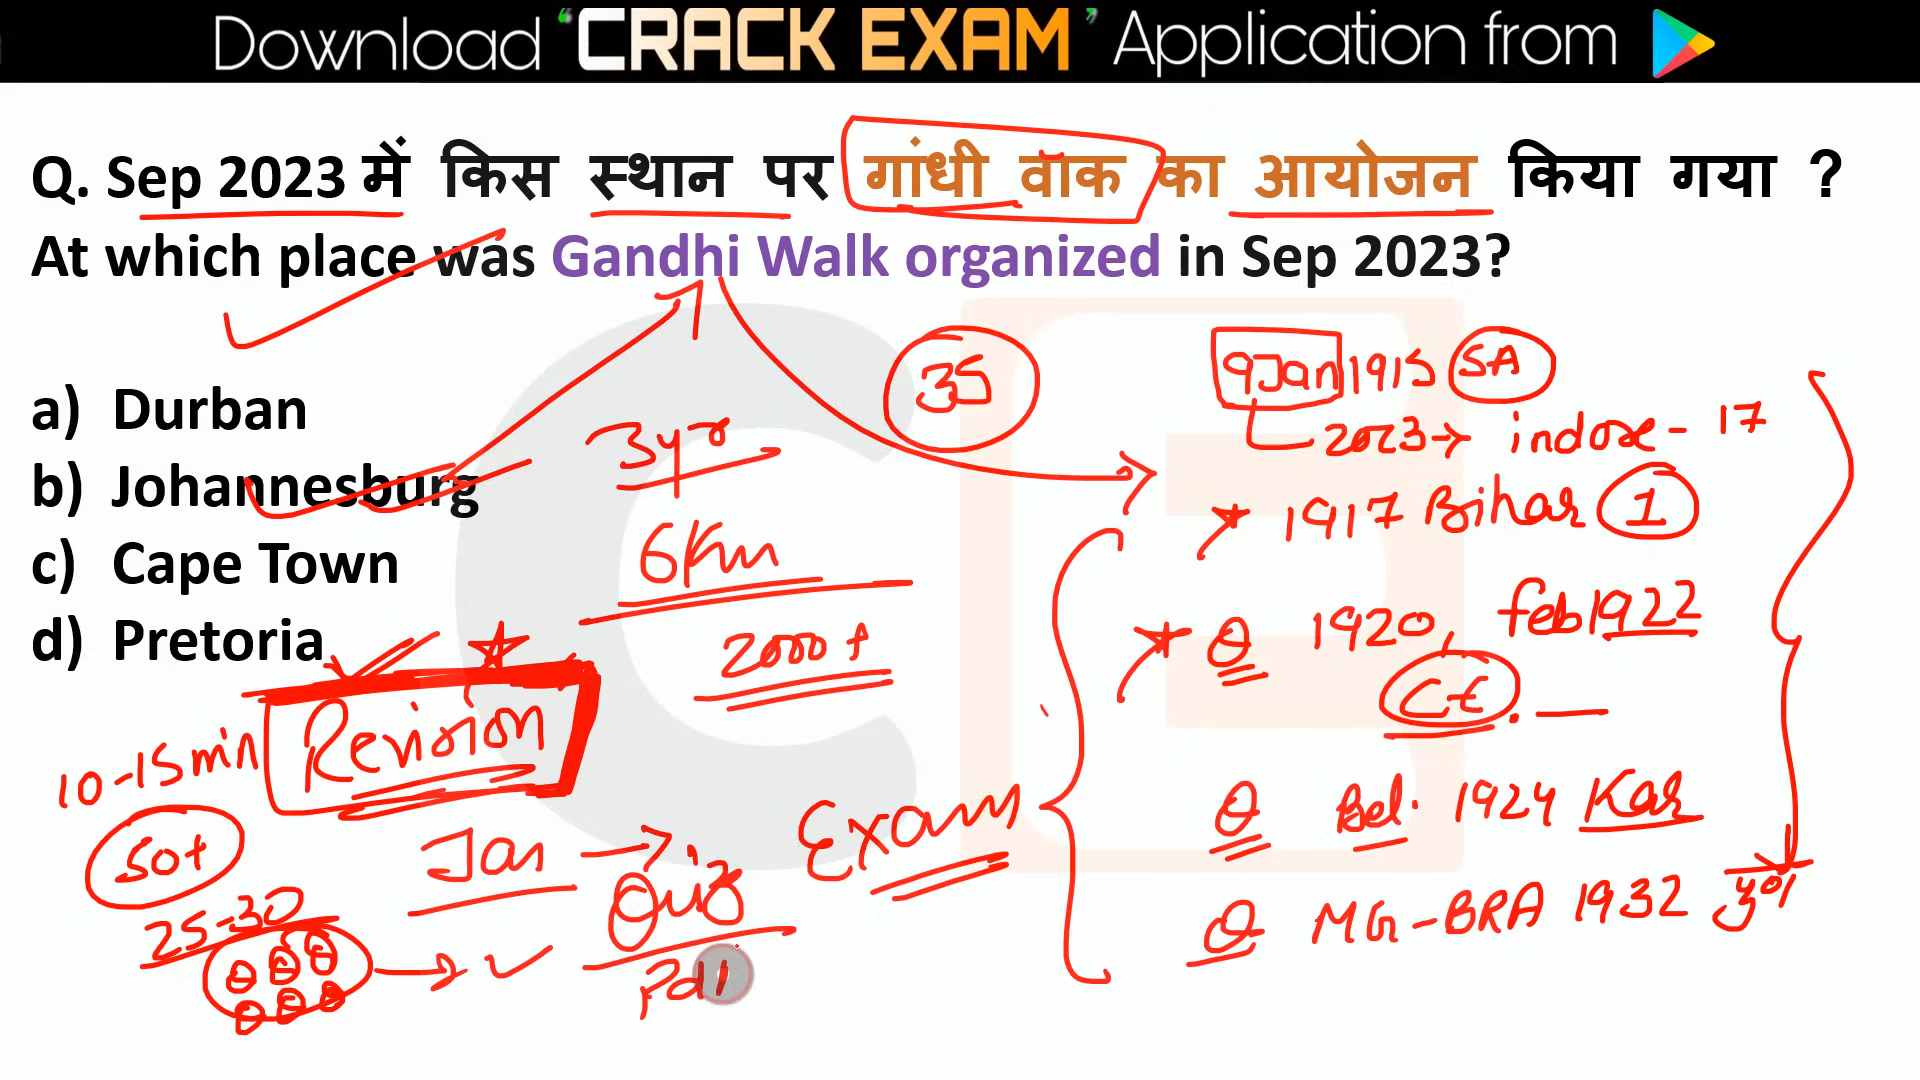 Download “CRACK EXAM” Application from
Q. Sep 2023 में किस स्थान पर गांधी वॉक का आयोजन किया गया ?
At which place was Gandhi Walk organized in Sep 2023?
a) Durban
b) Johannesburg
c) Cape Town
d) Pretoria
35
3yr
6Km
2000+
9Jan 1915 SA
2023→ indore - 17
1917 Bihar 1
Q 1920, feb 1922
Q Bel. 1924 Kar
Q MG-BRA 1932
Revision
10-15 min
50+
25-30
Jan → Quiz
Pdf
Exam